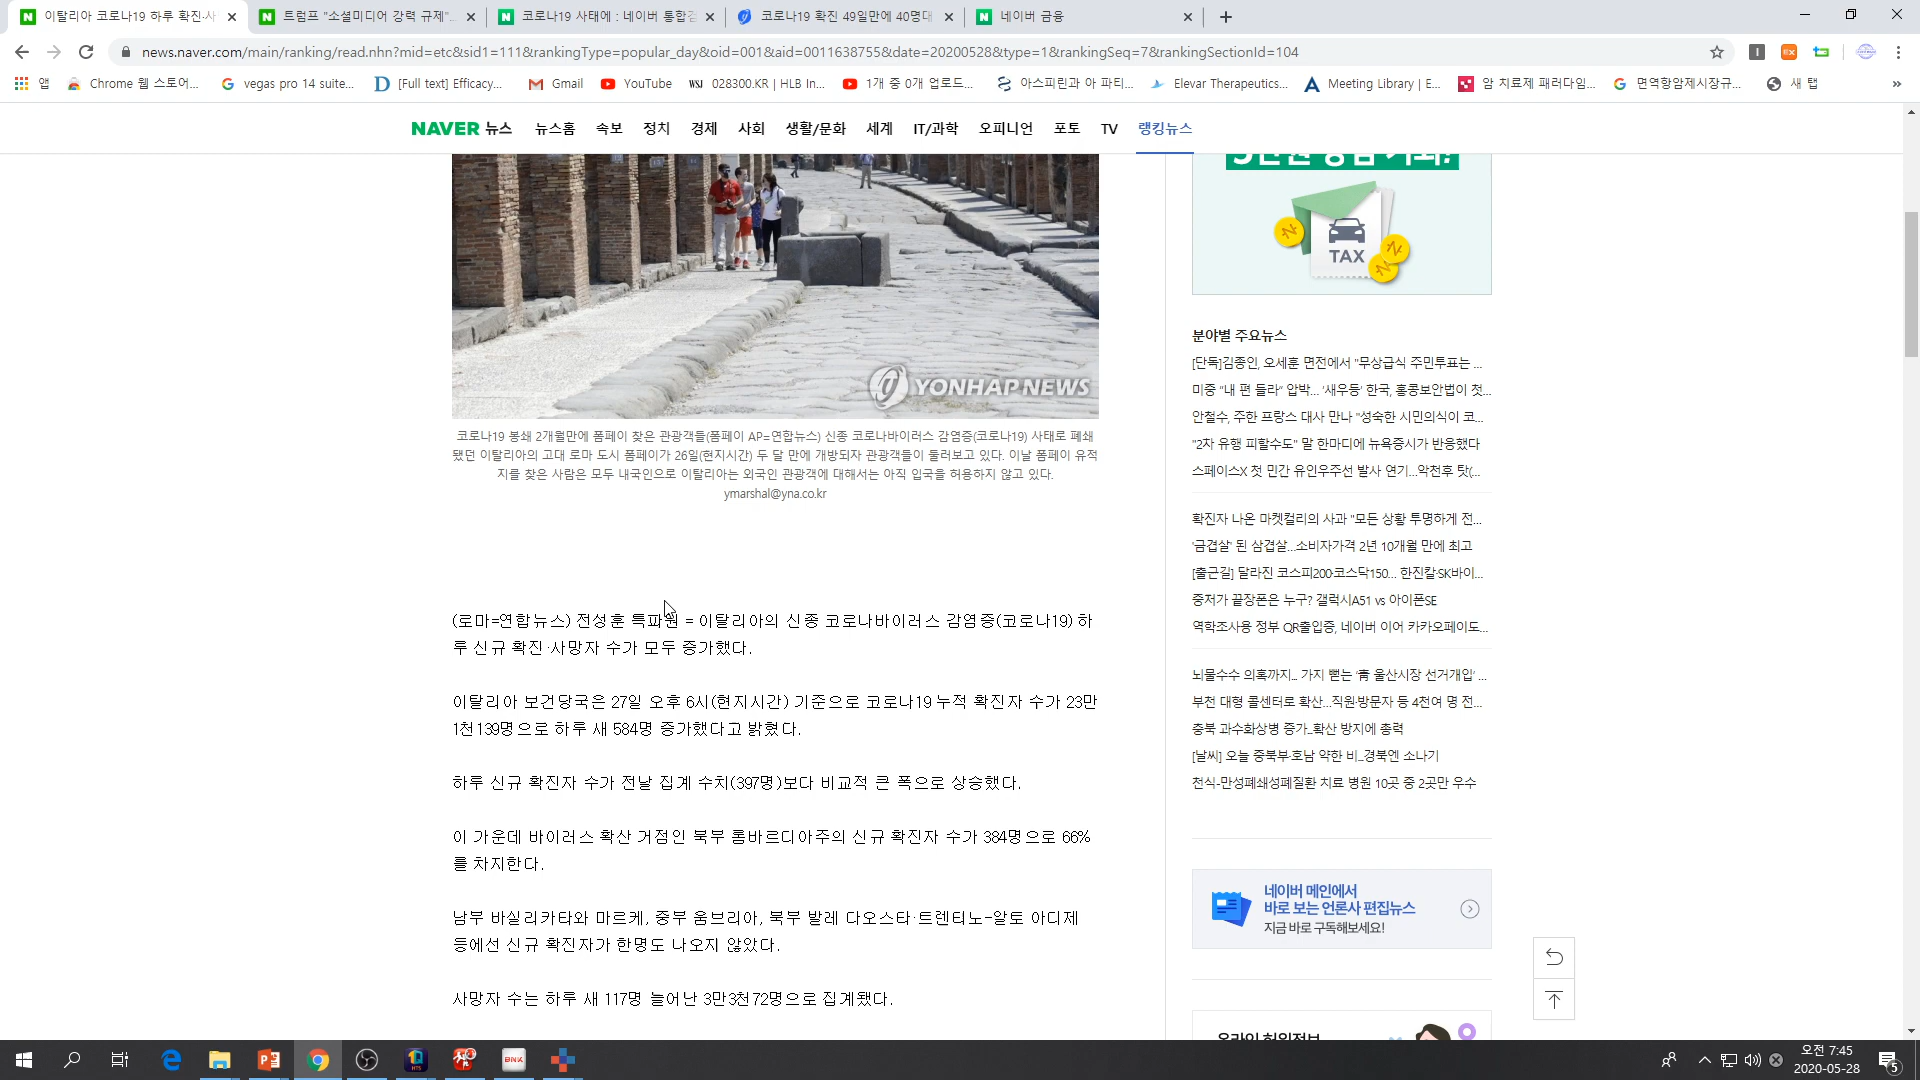 이탈리아 코로나19 하루 확진·사
트럼프 "소셜미디어 강력 규제"...
코로나19 사태에 : 네이버 통합검
코로나19 확진 49일만에 40명대
네이버 금융
news.naver.com/main/ranking/read.nhn?mid=etc&sid1=111&rankingType=popular_day&oid=001&aid=0011638755&date=20200528&type=1&rankingSeq=7&rankingSectionId=104
앱
Chrome 웹 스토어...
vegas pro 14 suite...
[Full text] Efficacy...
Gmail
YouTube
WSJ 028300.KR | HLB In...
1개 중 0개 업로드...
아스피린과 아 파티...
Elevar Therapeutics...
Meeting Library | E...
암 치료제 패러다임...
면역항암제시장규...
새 탭
NAVER 뉴스 뉴스홈 속보 정치 경제 사회 생활/문화 세계 IT/과학 오피니언 포토 TV 랭킹뉴스
YONHAP NEWS
코로나19 봉쇄 2개월만에 폼페이 찾은 관광객들(폼페이 AP=연합뉴스) 신종 코로나바이러스 감염증(코로나19) 사태로 폐쇄
됐던 이탈리아의 고대 로마 도시 폼페이가 26일(현지시간) 두 달 만에 개방되자 관광객들이 둘러보고 있다. 이날 폼페이 유적
지를 찾은 사람은 모두 내국인으로 이탈리아는 외국인 관광객에 대해서는 아직 입국을 허용하지 않고 있다.
ymarshal@yna.co.kr
(로마=연합뉴스) 전성훈 특파원 = 이탈리아의 신종 코로나바이러스 감염증(코로나19) 하
루 신규 확진·사망자 수가 모두 증가했다.
이탈리아 보건당국은 27일 오후 6시(현지시간) 기준으로 코로나19 누적 확진자 수가 23만
1천139명으로 하루 새 584명 증가했다고 밝혔다.
하루 신규 확진자 수가 전날 집계 수치(397명)보다 비교적 큰 폭으로 상승했다.
이 가운데 바이러스 확산 거점인 북부 롬바르디아주의 신규 확진자 수가 384명으로 66%
를 차지한다.
남부 바실리카타와 마르케, 중부 움브리아, 북부 발레 다오스타·트렌티노-알토 아디제
등에선 신규 확진자가 한명도 나오지 않았다.
사망자 수는 하루 새 117명 늘어난 3만3천72명으로 집계됐다.
TAX
분야별 주요뉴스
[단독]김종인, 오세훈 면전에서 "무상급식 주민투표는 ...
미중 “내 편 들라” 압박... ‘새우등’ 한국, 홍콩보안법이 첫...
안철수, 주한 프랑스 대사 만나 "성숙한 시민의식이 코...
"2차 유행 피할수도" 말 한마디에 뉴욕증시가 반응했다
스페이스X 첫 민간 유인우주선 발사 연기...악천후 탓(...
확진자 나온 마켓컬리의 사과 "모든 상황 투명하게 전...
'금겹살' 된 삼겹살...소비자가격 2년 10개월 만에 최고
[출근길] 달라진 코스피200·코스닥150... 한진칼·SK바이...
중저가 끝장폰은 누구? 갤럭시A51 vs 아이폰SE
역학조사용 정부 QR출입증, 네이버 이어 카카오페이도...
뇌물수수 의혹까지... 가지 뻗는 ‘靑 울산시장 선거개입’ ...
부천 대형 콜센터로 확산...직원·방문자 등 4천여 명 전...
충북 과수화상병 증가...확산 방지에 총력
[날씨] 오늘 중북부·호남 약한 비...경북엔 소나기
천식-만성폐쇄성폐질환 치료 병원 10곳 중 2곳만 우수
네이버 메인에서
바로 보는 언론사 편집뉴스
지금 바로 구독해보세요!
BNK
오전 7:45
2020-05-28
5